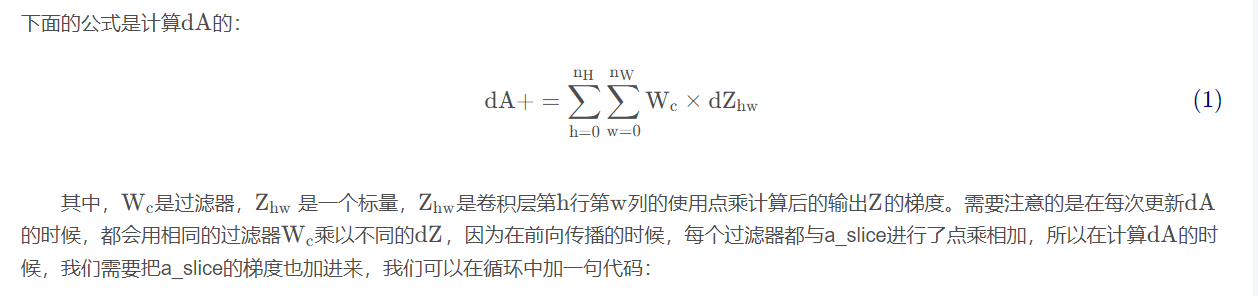 下面的公式是计算dA的：
dA+ = \sum_{h=0}^{n_H} \sum_{w=0}^{n_W} W_c × dZ_{hw} (1)
其中，W_c是过滤器，Z_{hw} 是一个标量，Z_{hw}是卷积层第h行第w列的使用点乘计算后的输出Z的梯度。需要注意的是在每次更新dA
的时候，都会用相同的过滤器W_c乘以不同的dZ，因为在前向传播的时候，每个过滤器都与a_slice进行了点乘相加，所以在计算dA的时
候，我们需要把a_slice的梯度也加进来，我们可以在循环中加一句代码：